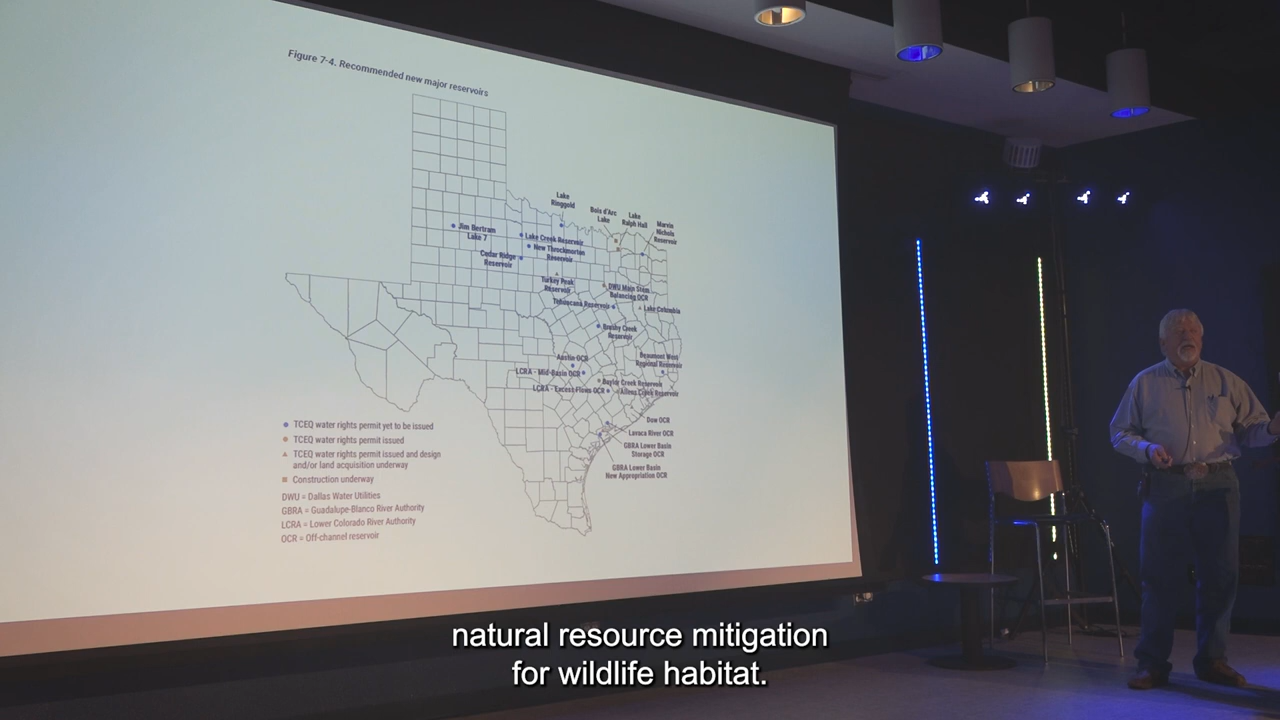 Figure 7-4. Recommended new major reservoirs
Lake
Ringgold
Bois d'Arc
Lake
Lake
Ralph Hall
Marvin
Nichols
Reservoir
Jim Bertram
Lake 7
Lake Creek Reservoir
New Throckmorton
Reservoir
Cedar Ridge
Reservoir
Turkey Peak
Reservoir
DWU Main Stem
Balancing OCR
Tehuacana Reservoir
Lake Columbia
Brushy Creek
Reservoir
Austin OCR
Beaumont West
Regional Reservoir
LCRA - Mid-Basin OCR
Baylor Creek Reservoir
LCRA - Excess Flows OCR
Allens Creek Reservoir
Dow OCR
Lavaca River OCR
GBRA Lower Basin
Storage OCR
GBRA Lower Basin
New Appropriation OCR
TCEQ water rights permit yet to be issued
TCEQ water rights permit issued
TCEQ water rights permit issued and design
and/or land acquisition underway
Construction underway
DWU = Dallas Water Utilities
GBRA = Guadalupe-Blanco River Authority
LCRA = Lower Colorado River Authority
OCR = Off-channel reservoir
natural resource mitigation
for wildlife habitat.